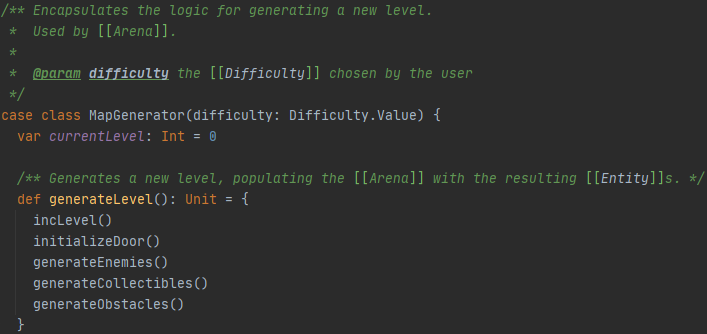 /** Encapsulates the logic for generating a new level.
 *  Used by [[Arena]].
 *
 *  @param difficulty the [[Difficulty]] chosen by the user
 */
case class MapGenerator(difficulty: Difficulty.Value) {
  var currentLevel: Int = 0

  /** Generates a new level, populating the [[Arena]] with the resulting [[Entity]]s. */
  def generateLevel(): Unit = {
    incLevel()
    initializeDoor()
    generateEnemies()
    generateCollectibles()
    generateObstacles()
  }